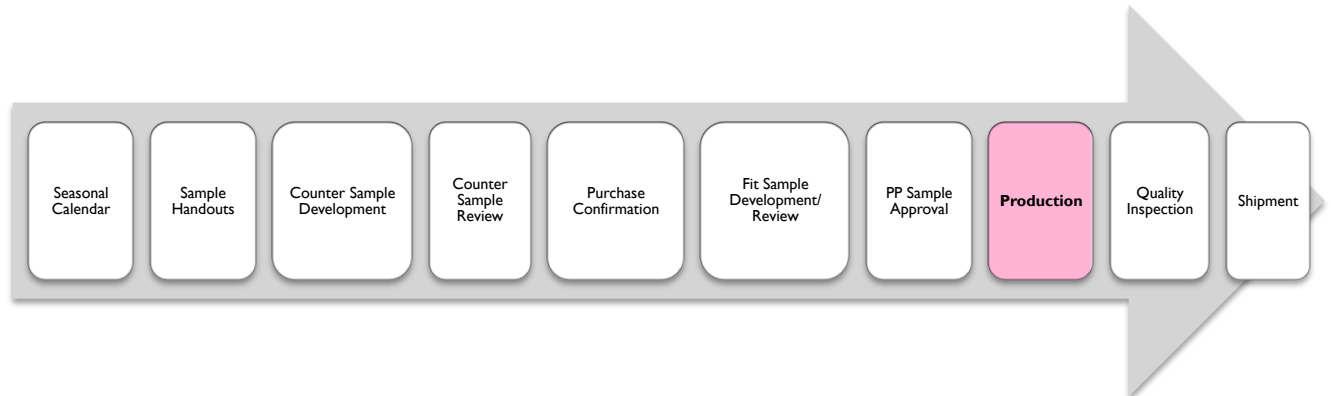 Seasonal
Calendar
Sample
Handouts
Counter Sample
Development
Counter
Sample
Review
Purchase
Confirmation
Fit Sample
Development/
Review
PP Sample
Approval
Production
Quality
Inspection
Shipment